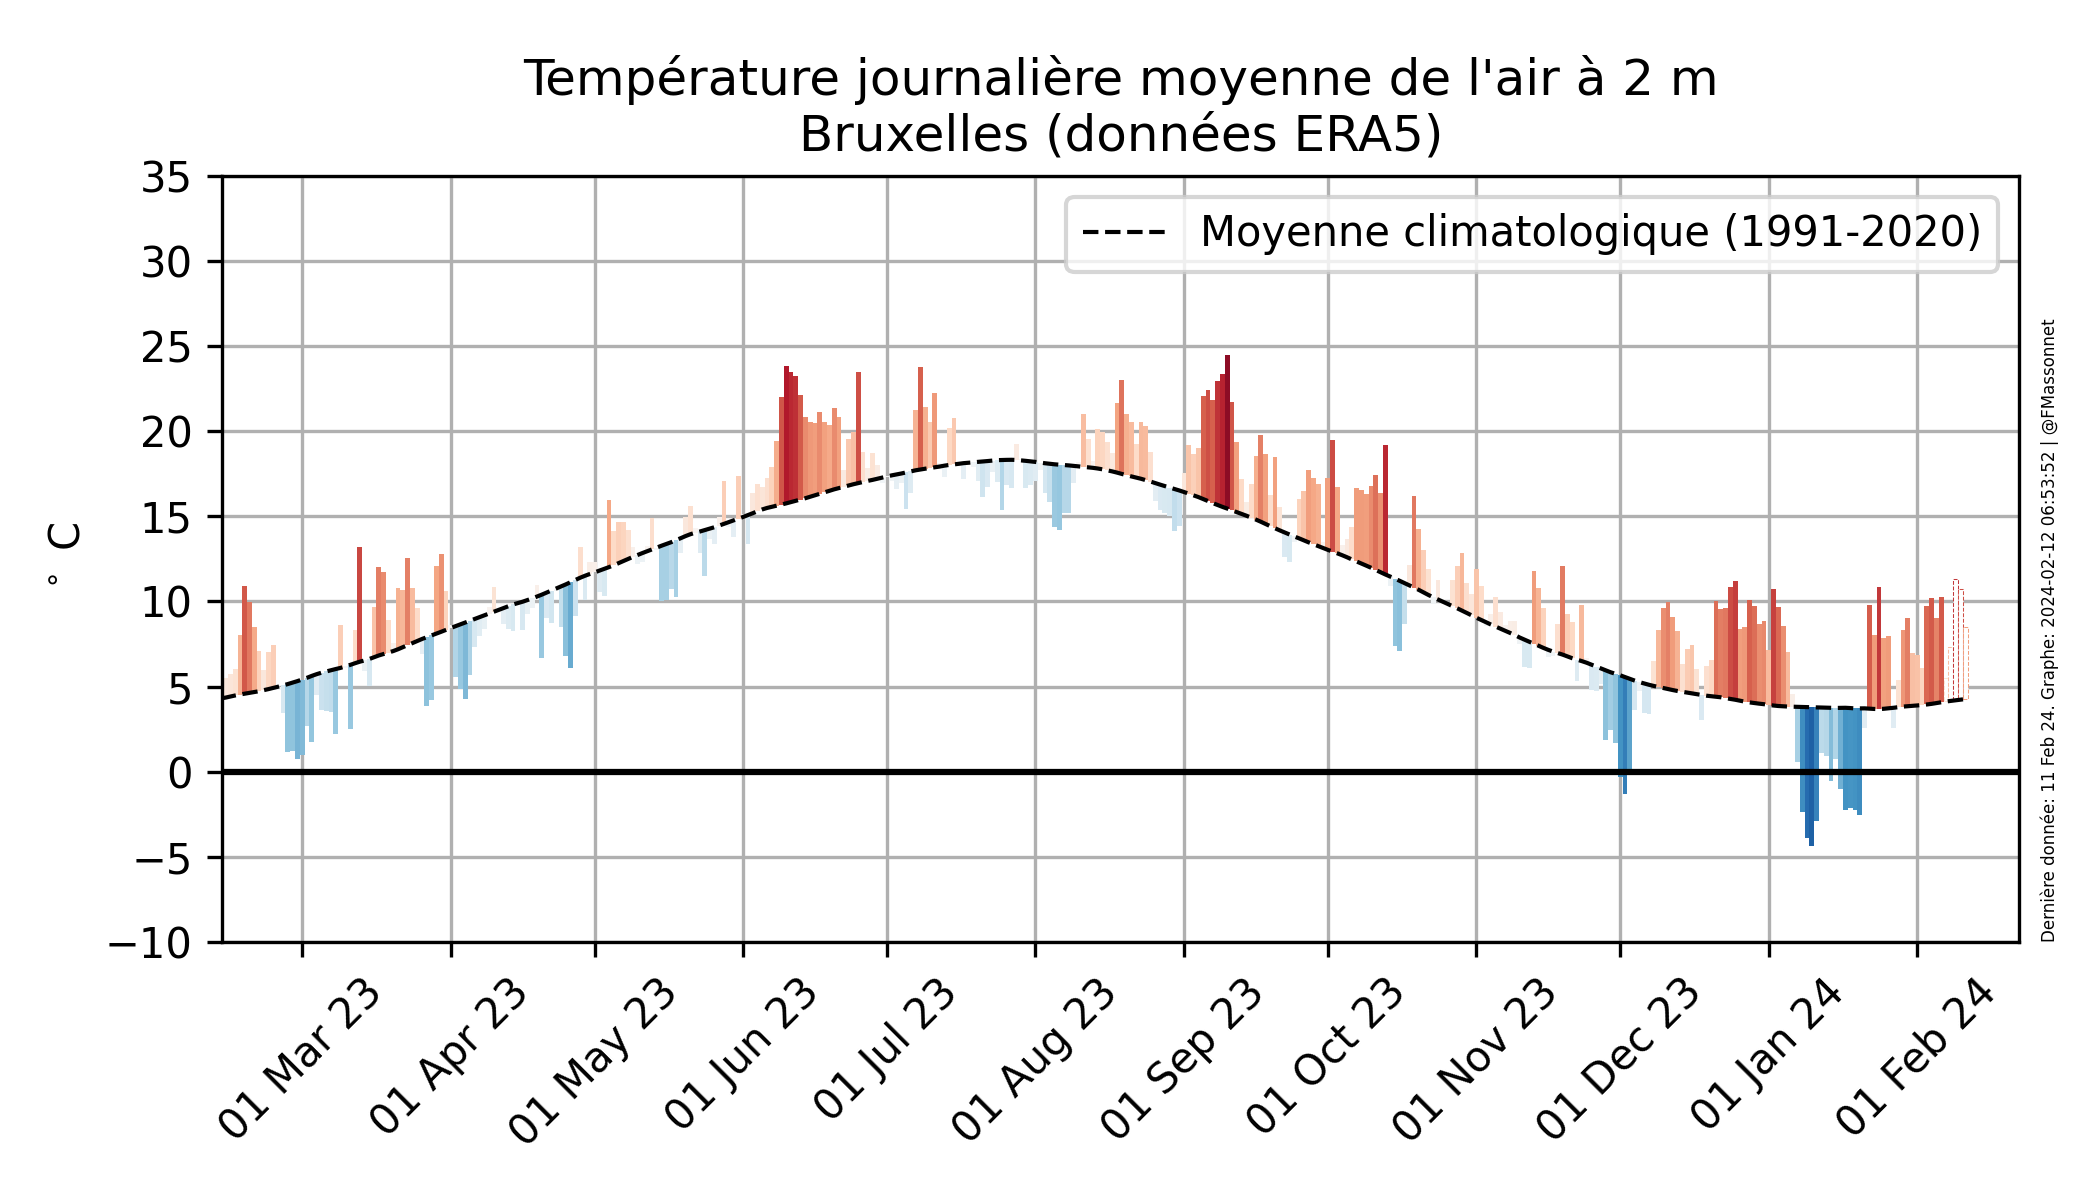 Température journalière moyenne de l'air à 2 m
Bruxelles (données ERA5)
Moyenne climatologique (1991-2020)
35
30
25
20
15
10
5
0
−5
−10
° C
01 Mar 23
01 Apr 23
01 May 23
01 Jun 23
01 Jul 23
01 Aug 23
01 Sep 23
01 Oct 23
01 Nov 23
01 Dec 23
01 Jan 24
01 Feb 24
Dernière donnée: 11 Feb 24. Graphe: 2024-02-12 06:53:52 | @FMassonnet